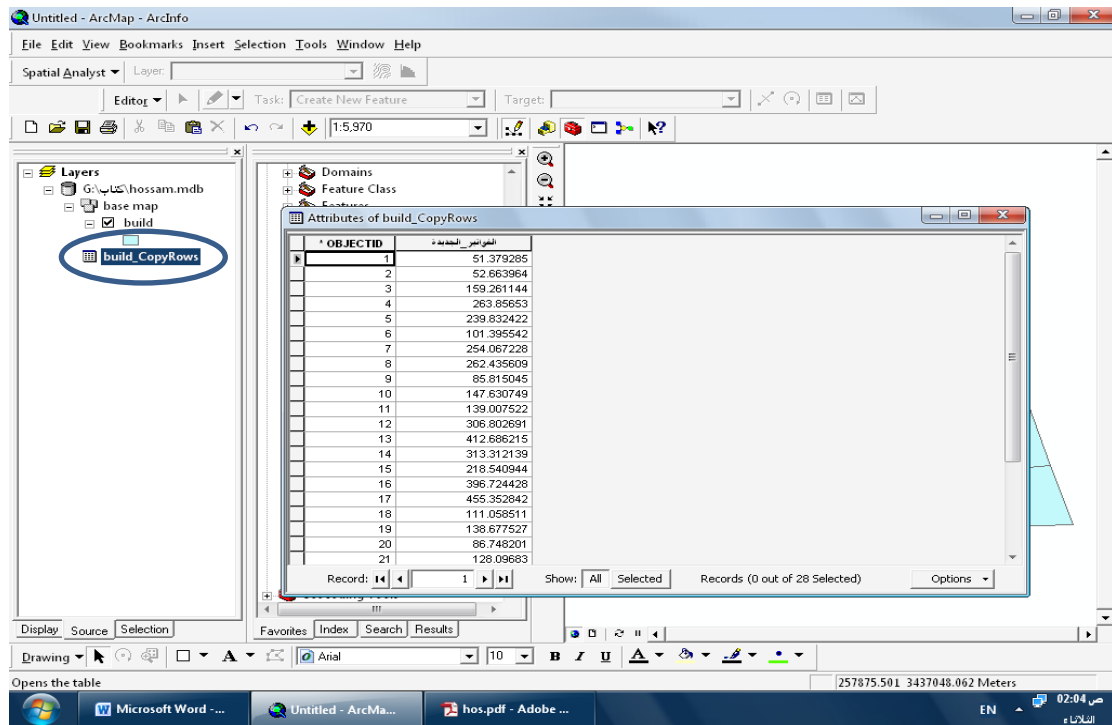 Untitled - ArcMap - ArcInfo
File Edit View Bookmarks Insert Selection Tools Window Help
Spatial Analyst Layer:
Editor Task: Create New Feature Target:
1:5,970
Layers
G:\كتاب\hossam.mdb
base map
build
build_CopyRows
Domains
Feature Class
Features
Attributes of build_CopyRows
OBJECTID * الفواتير_الجديدة
1 51.379285
2 52.663964
3 159.261144
4 263.85653
5 239.832422
6 101.395542
7 254.067228
8 262.435609
9 85.815045
10 147.630749
11 139.007522
12 306.802691
13 412.686215
14 313.312139
15 218.540944
16 396.724428
17 455.352842
18 111.058511
19 138.677527
20 86.748201
21 128.09683
Record: 1 Show: All Selected Records (0 out of 28 Selected) Options
Display Source Selection
Favorites Index Search Results
Drawing A Arial 10 B I U A
Opens the table
257875.501 3437048.062 Meters
Microsoft Word -...
Untitled - ArcMa...
hos.pdf - Adobe ...
EN
02:04 ص
الثلاثاء